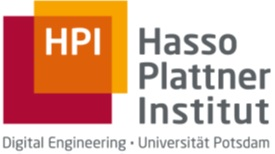 HPI
Hasso
Plattner
Institut
Digital Engineering • Universität Potsdam